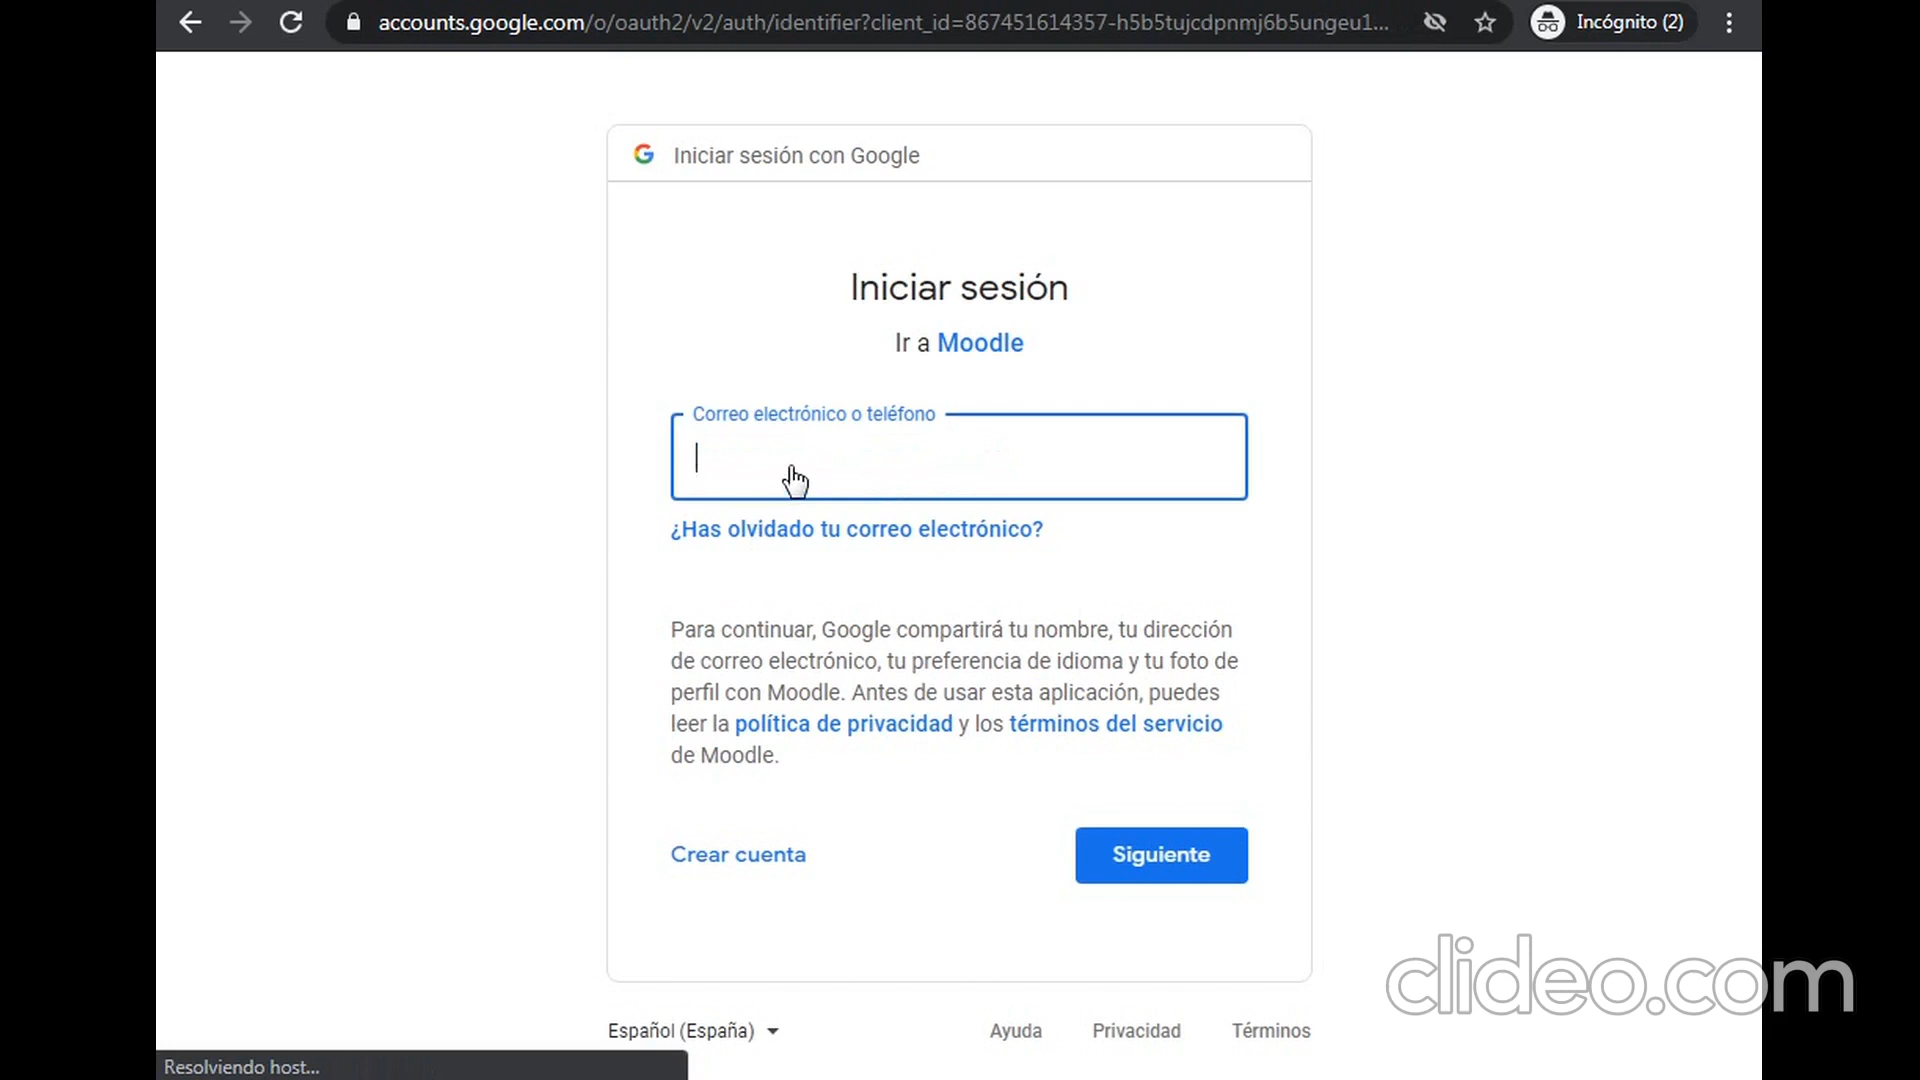 accounts.google.com/o/oauth2/v2/auth/identifier?client_id=867451614357-h5b5tujcdpnmj6b5ungeu1...
Incógnito (2)
Iniciar sesión con Google
Iniciar sesión
Ir a Moodle
Correo electrónico o teléfono
¿Has olvidado tu correo electrónico?
Para continuar, Google compartirá tu nombre, tu dirección
de correo electrónico, tu preferencia de idioma y tu foto de
perfil con Moodle. Antes de usar esta aplicación, puedes
leer la política de privacidad y los términos del servicio
de Moodle.
Crear cuenta
Siguiente
clideo.com
Español (España)
Ayuda
Privacidad
Términos
Resolviendo host...